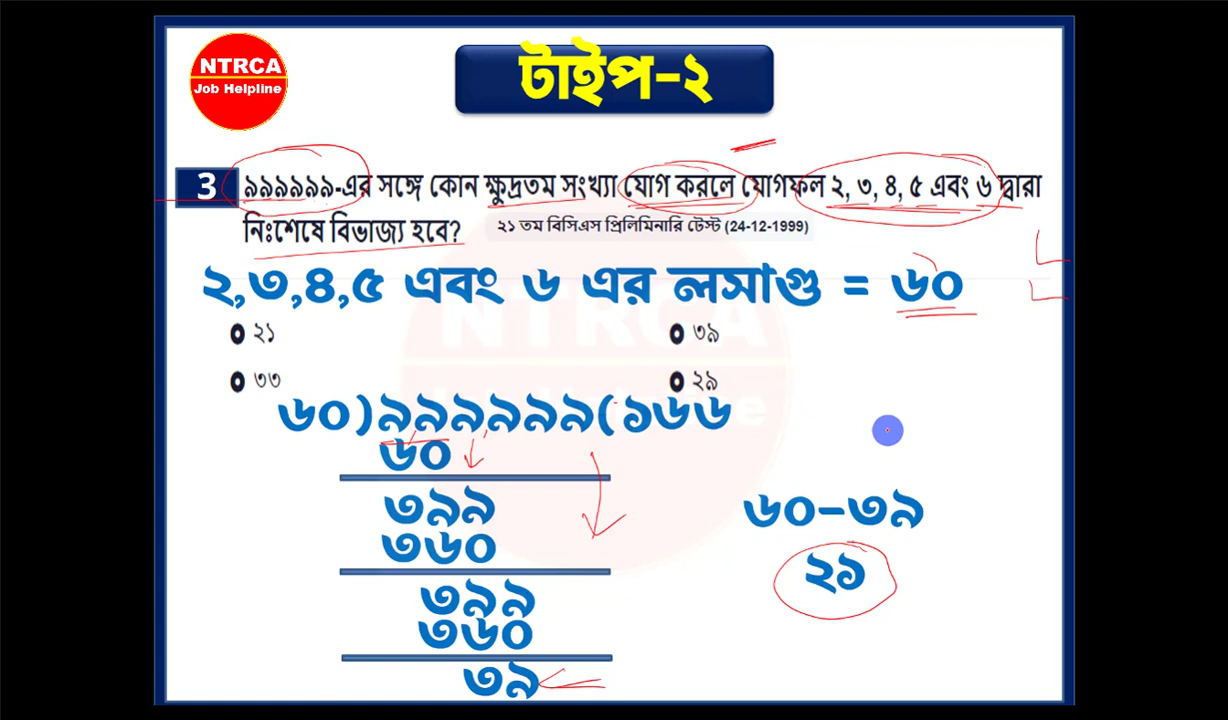 NTRCA
Job Helpline
টাইপ-২
3
৯৯৯৯৯৯-এর সঙ্গে কোন ক্ষুদ্রতম সংখ্যা যোগ করলে যোগফল ২, ৩, ৪, ৫ এবং ৬ দ্বারা
নিঃশেষে বিভাজ্য হবে? ২১ তম বিসিএস প্রিলিমিনারি টেস্ট (24-12-1999)
২,৩,৪,৫ এবং ৬ এর লসাগু = ৬০
NTRCA
২১ ৩৯
৩৩ ২৯
৬০)৯৯৯৯৯৯(১৬৬
৬০
৩৯৯
৩৬০
৩৯৯
৩৬০
৩৯
৬০-৩৯
২১